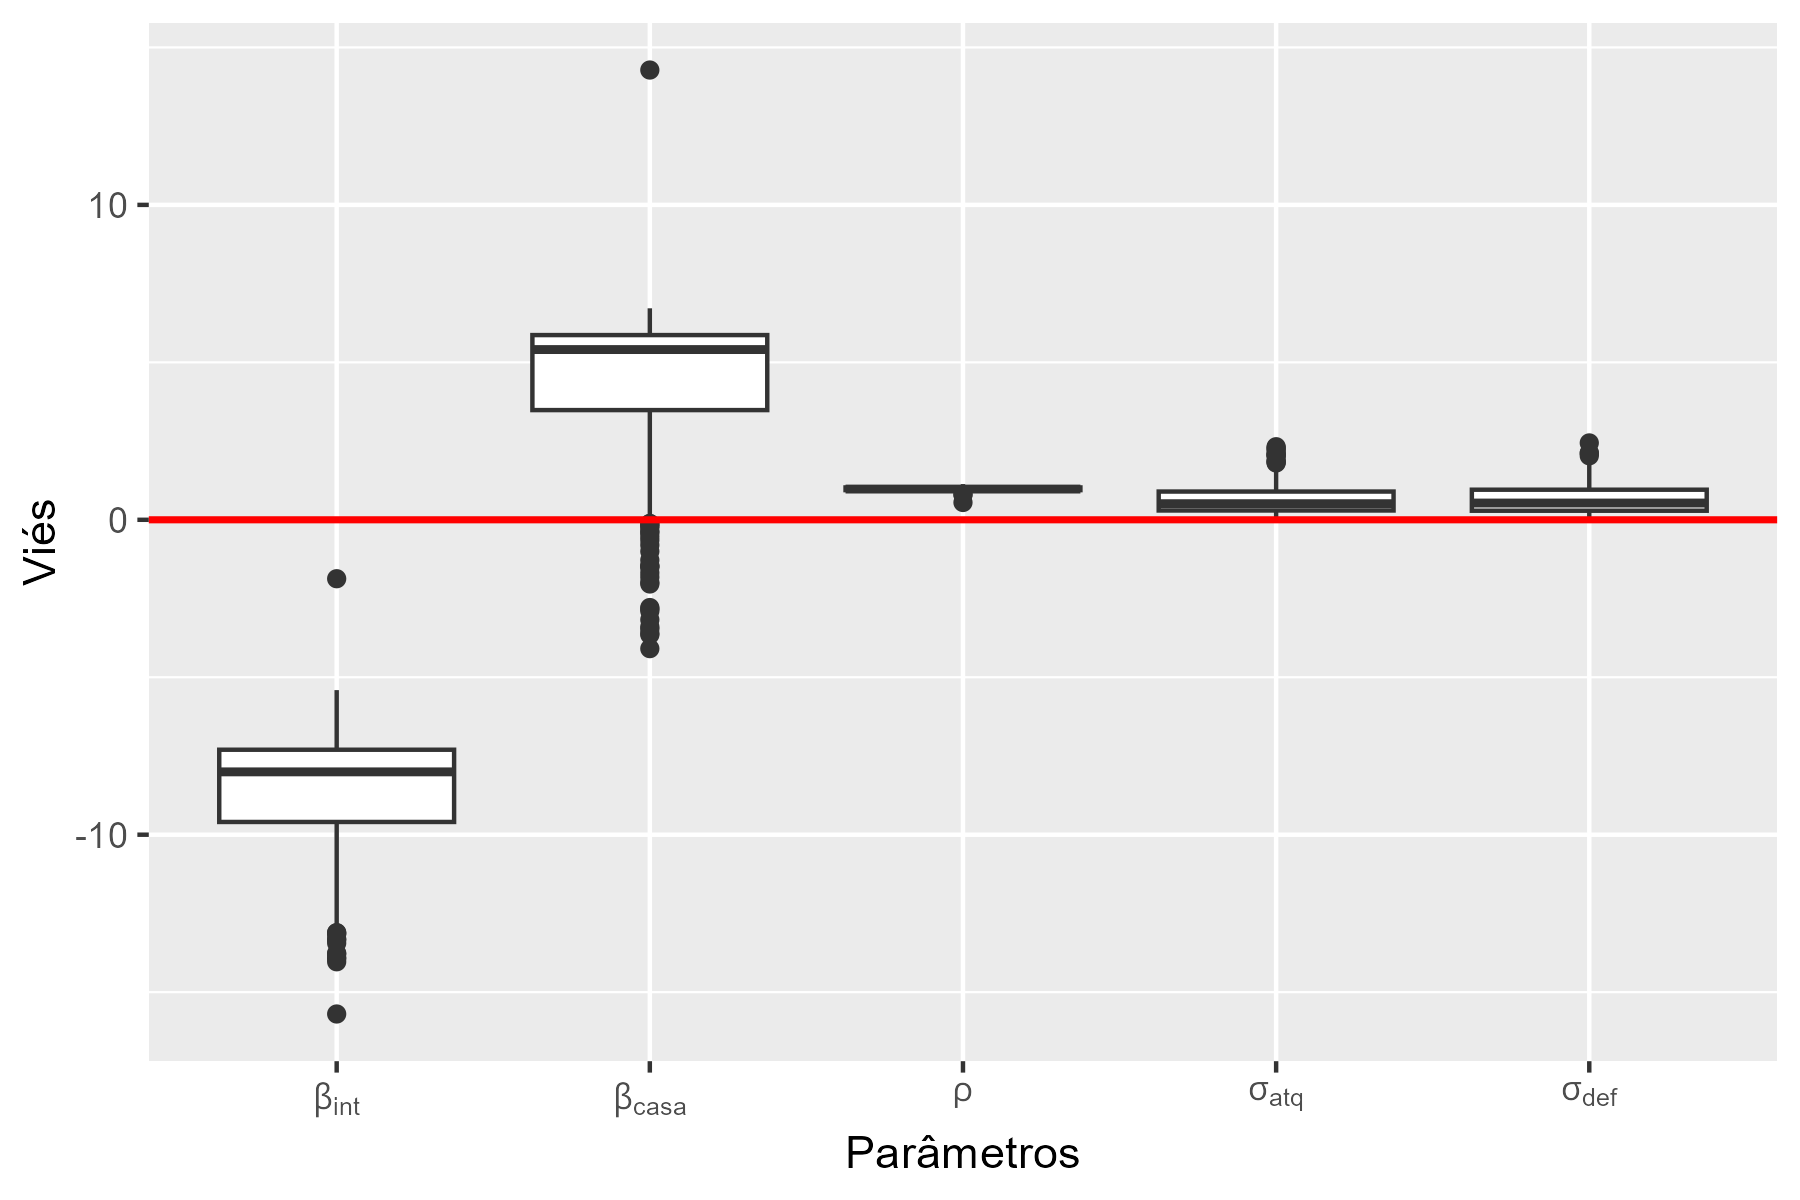 Viés
10
0
-10
βint
βcasa
ρ
σatq
σdef
Parâmetros